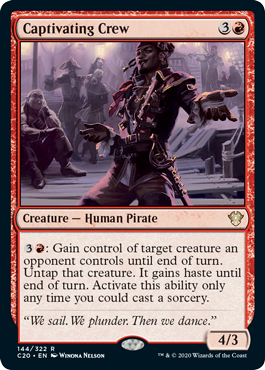 Captivating Crew 3
Creature — Human Pirate
3: Gain control of target creature an
opponent controls until end of turn.
Untap that creature. It gains haste until
end of turn. Activate this ability only
any time you could cast a sorcery.
“We sail. We plunder. Then we dance.”
4/3
144/322 R
C20 • EN Winona Nelson
™ & © 2020 Wizards of the Coast